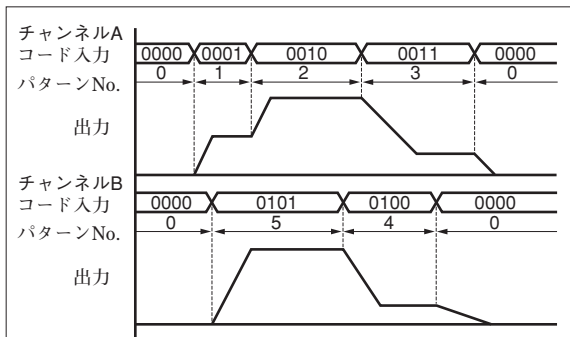 チャンネルA
コード入力 0000 0001 0010 0011 0000
パターンNo. 0 1 2 3 0
出力
チャンネルB
コード入力 0000 0101 0100 0000
パターンNo. 0 5 4 0
出力